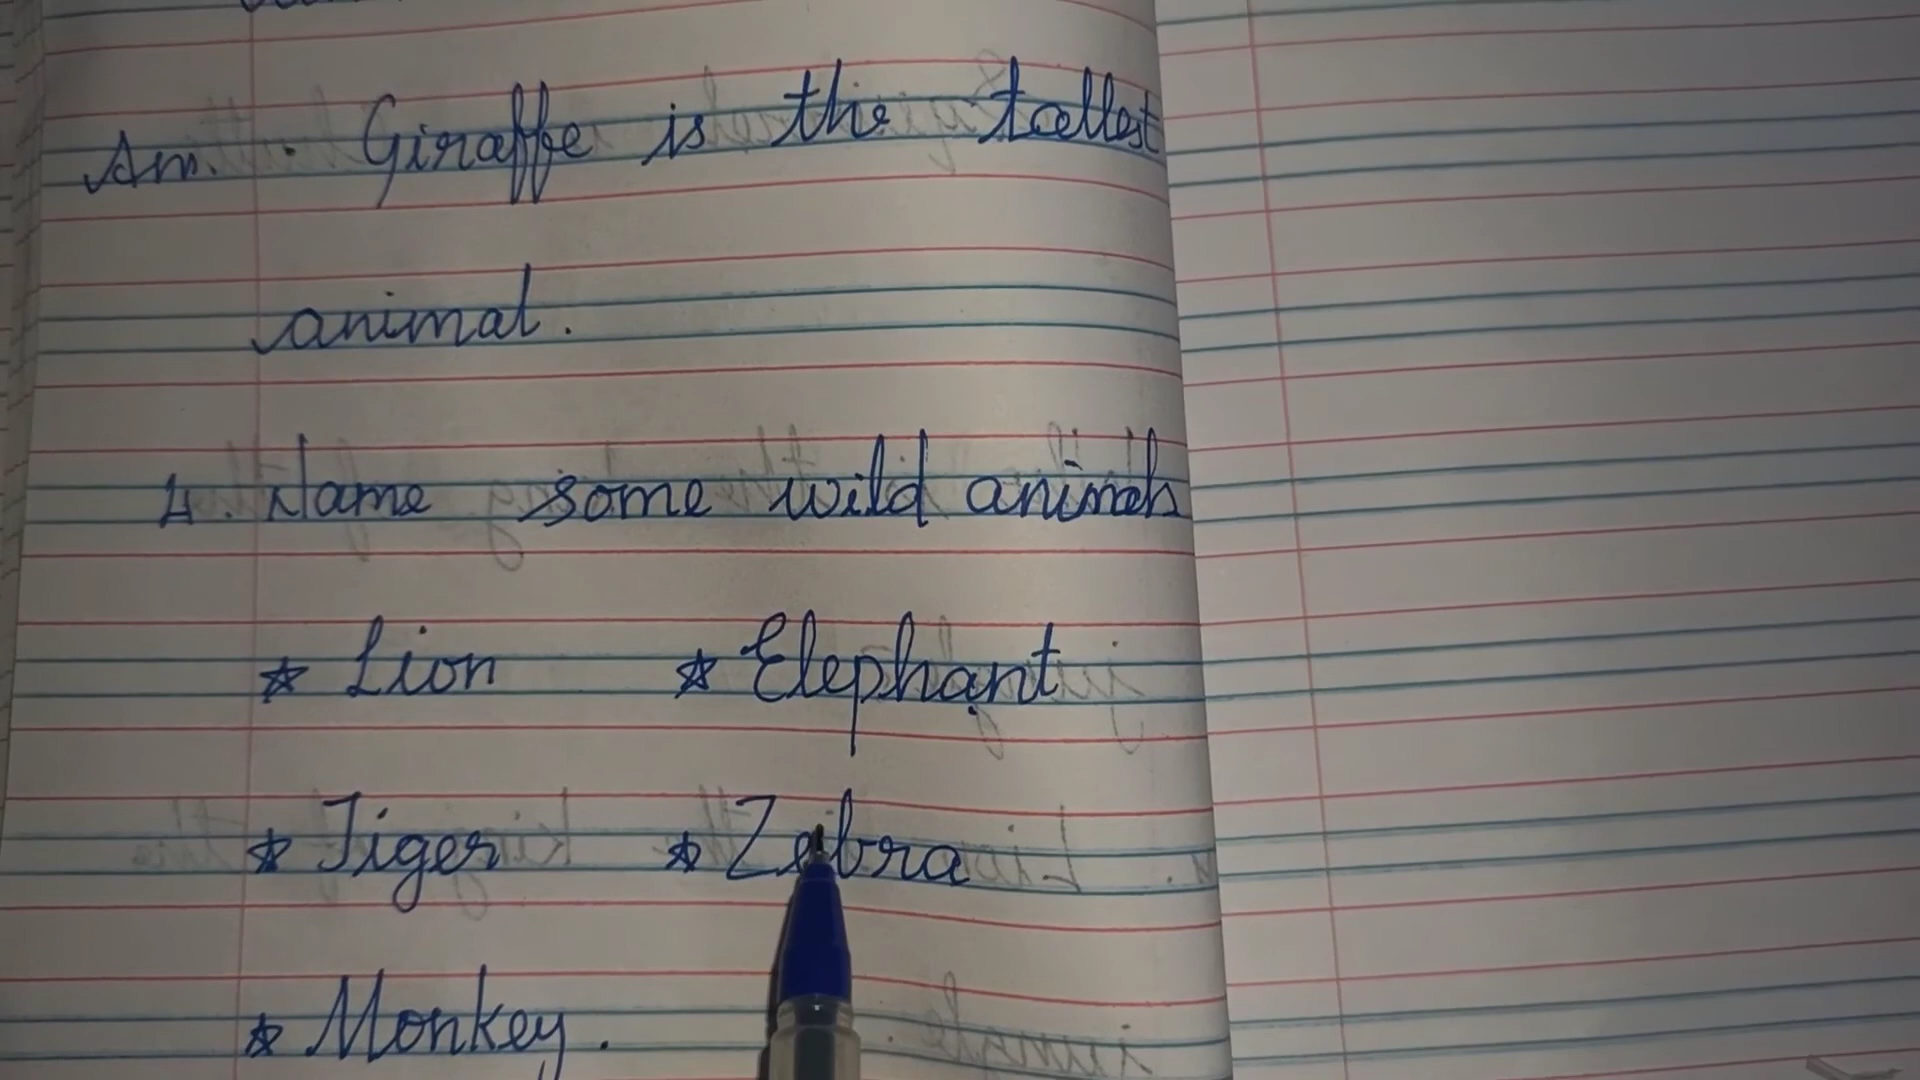 Ans. Giraffe is the tallest
animal.
4. Name some wild animals
* Lion * Elephant
* Tiger * Zebra
* Monkey.